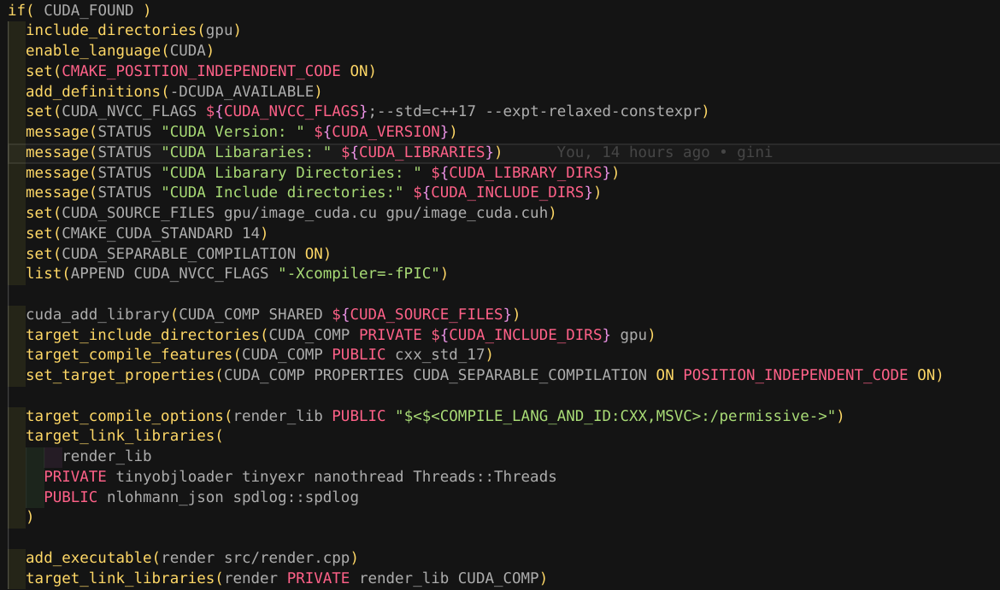 if( CUDA_FOUND )
include_directories(gpu)
enable_language(CUDA)
set(CMAKE_POSITION_INDEPENDENT_CODE ON)
add_definitions(-DCUDA_AVAILABLE)
set(CUDA_NVCC_FLAGS ${CUDA_NVCC_FLAGS};--std=c++17 --expt-relaxed-constexpr)
message(STATUS "CUDA Version: " ${CUDA_VERSION})
message(STATUS "CUDA Libararies: " ${CUDA_LIBRARIES}) You, 14 hours ago • gini
message(STATUS "CUDA Libarary Directories: " ${CUDA_LIBRARY_DIRS})
message(STATUS "CUDA Include directories:" ${CUDA_INCLUDE_DIRS})
set(CUDA_SOURCE_FILES gpu/image_cuda.cu gpu/image_cuda.cuh)
set(CMAKE_CUDA_STANDARD 14)
set(CUDA_SEPARABLE_COMPILATION ON)
list(APPEND CUDA_NVCC_FLAGS "-Xcompiler=-fPIC")
cuda_add_library(CUDA_COMP SHARED ${CUDA_SOURCE_FILES})
target_include_directories(CUDA_COMP PRIVATE ${CUDA_INCLUDE_DIRS} gpu)
target_compile_features(CUDA_COMP PUBLIC cxx_std_17)
set_target_properties(CUDA_COMP PROPERTIES CUDA_SEPARABLE_COMPILATION ON POSITION_INDEPENDENT_CODE ON)
target_compile_options(render_lib PUBLIC "$<$<COMPILE_LANG_AND_ID:CXX,MSVC>:/permissive->")
target_link_libraries(
render_lib
PRIVATE tinyobjloader tinyexr nanothread Threads::Threads
PUBLIC nlohmann_json spdlog::spdlog
)
add_executable(render src/render.cpp)
target_link_libraries(render PRIVATE render_lib CUDA_COMP)